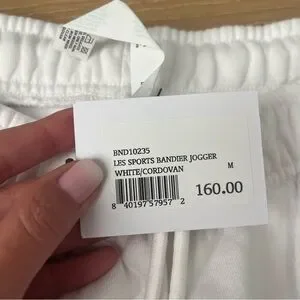 BND10235
LES SPORTS BANDIER JOGGER
WHITE/CORDOVAN M
8 40197 57957 2
160.00